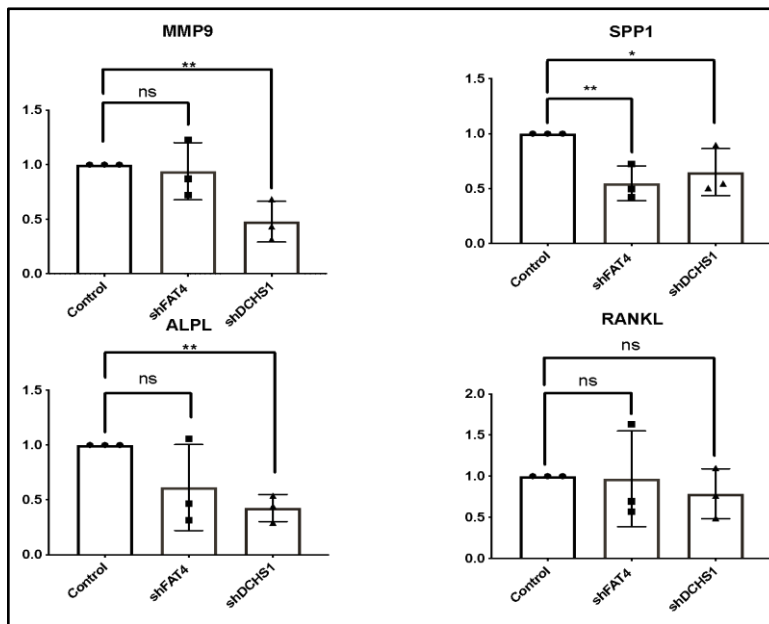 MMP9
**
ns
1.5
1.0
0.5
0.0
Control
shFAT4
shDCHS1
SPP1
*
**
1.5
1.0
0.5
0.0
Control
shFAT4
shDCHS1
ALPL
**
ns
1.5
1.0
0.5
0.0
Control
shFAT4
shDCHS1
RANKL
ns
ns
2.0
1.5
1.0
0.5
0.0
Control
shFAT4
shDCHS1